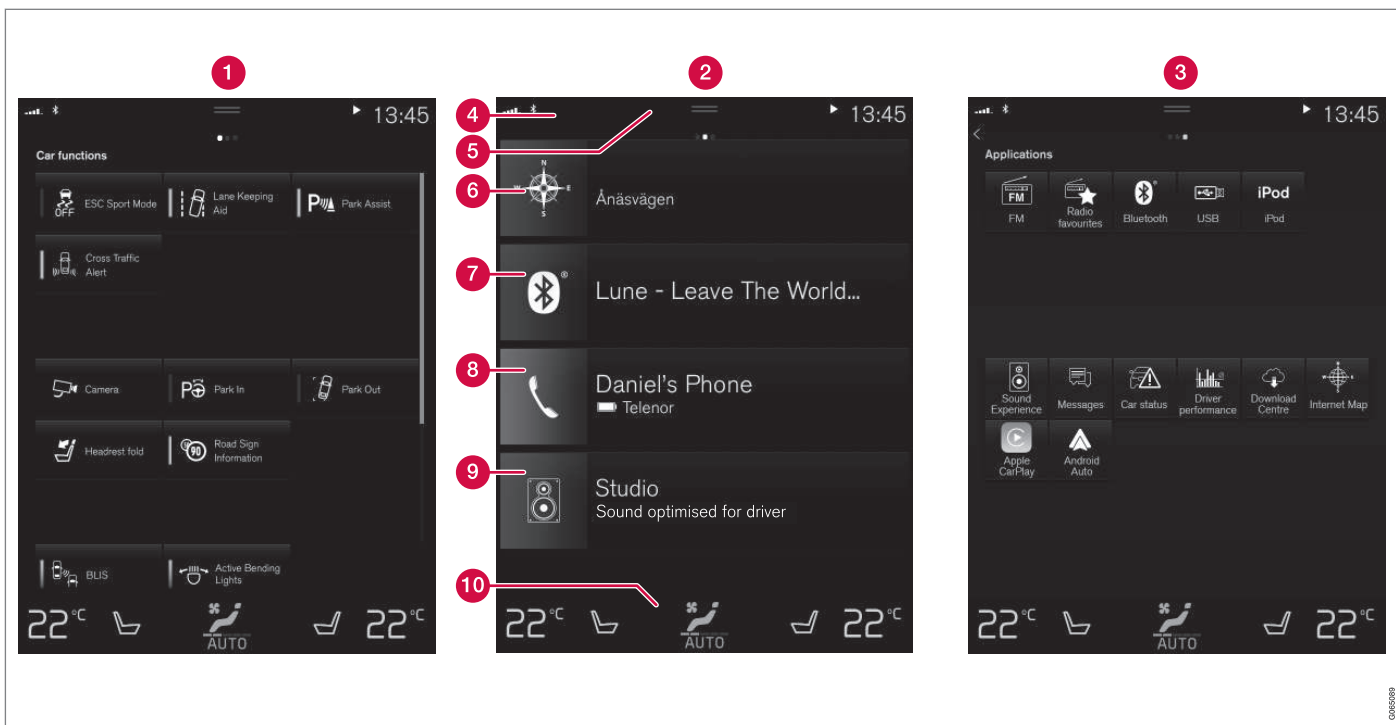 1
2
3
13:45
Car functions
ESC Sport Mode
OFF
Lane Keeping
Aid
P
Park Assist
Cross Traffic
Alert
Camera
P
Park In
Park Out
Headrest fold
90
Road Sign
Information
BLIS
Active Bending
Lights
22°C
AUTO
22°C
4
13:45
5
6
N
W
E
S
Ånäsvägen
7
®
Lune - Leave The World...
8
Daniel's Phone
Telenor
9
Studio
Sound optimised for driver
10
22°C
AUTO
22°C
13:45
Applications
FM
FM
Radio
favourites
Bluetooth
USB
iPod
iPod
Sound
Experience
Messages
Car status
Driver
performance
Download
Centre
Internet Map
Apple
CarPlay
Android
Auto
22°C
AUTO
22°C
G065089